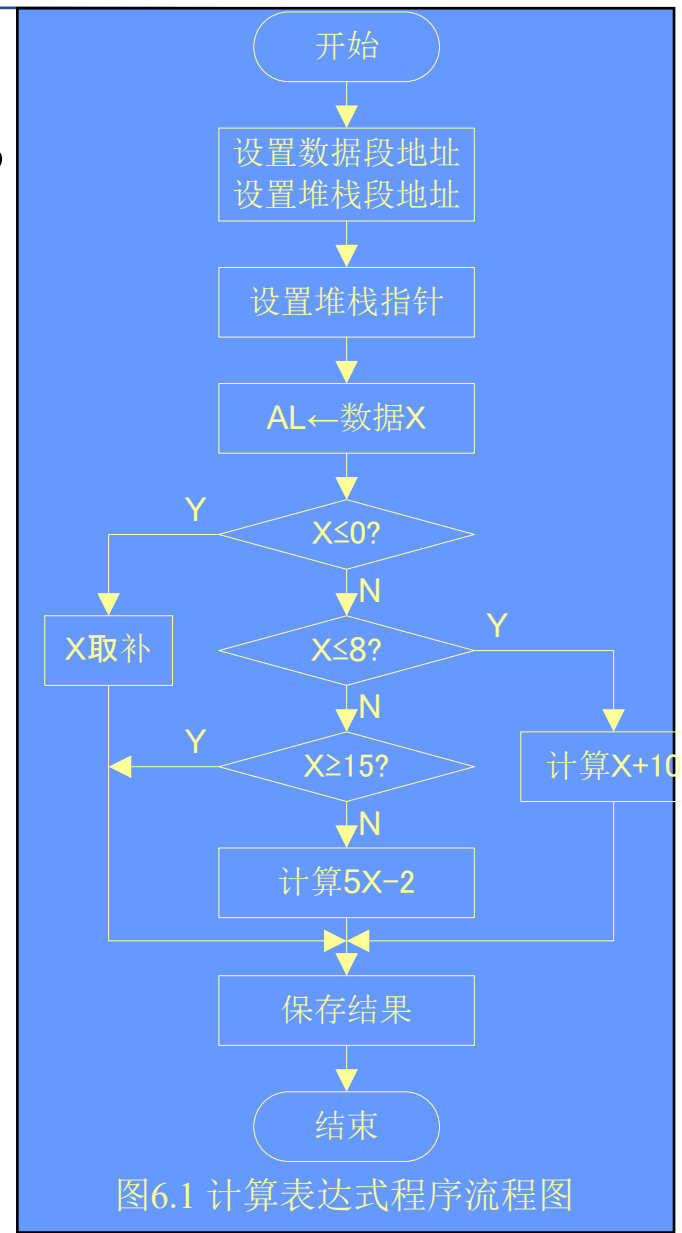 开始
设置数据段地址
设置堆栈段地址
设置堆栈指针
AL←数据X
Y
X≤0?
N
X取补
X≤8?
Y
N
Y
X≥15?
计算X+10
N
计算5X-2
保存结果
结束
图6.1 计算表达式程序流程图